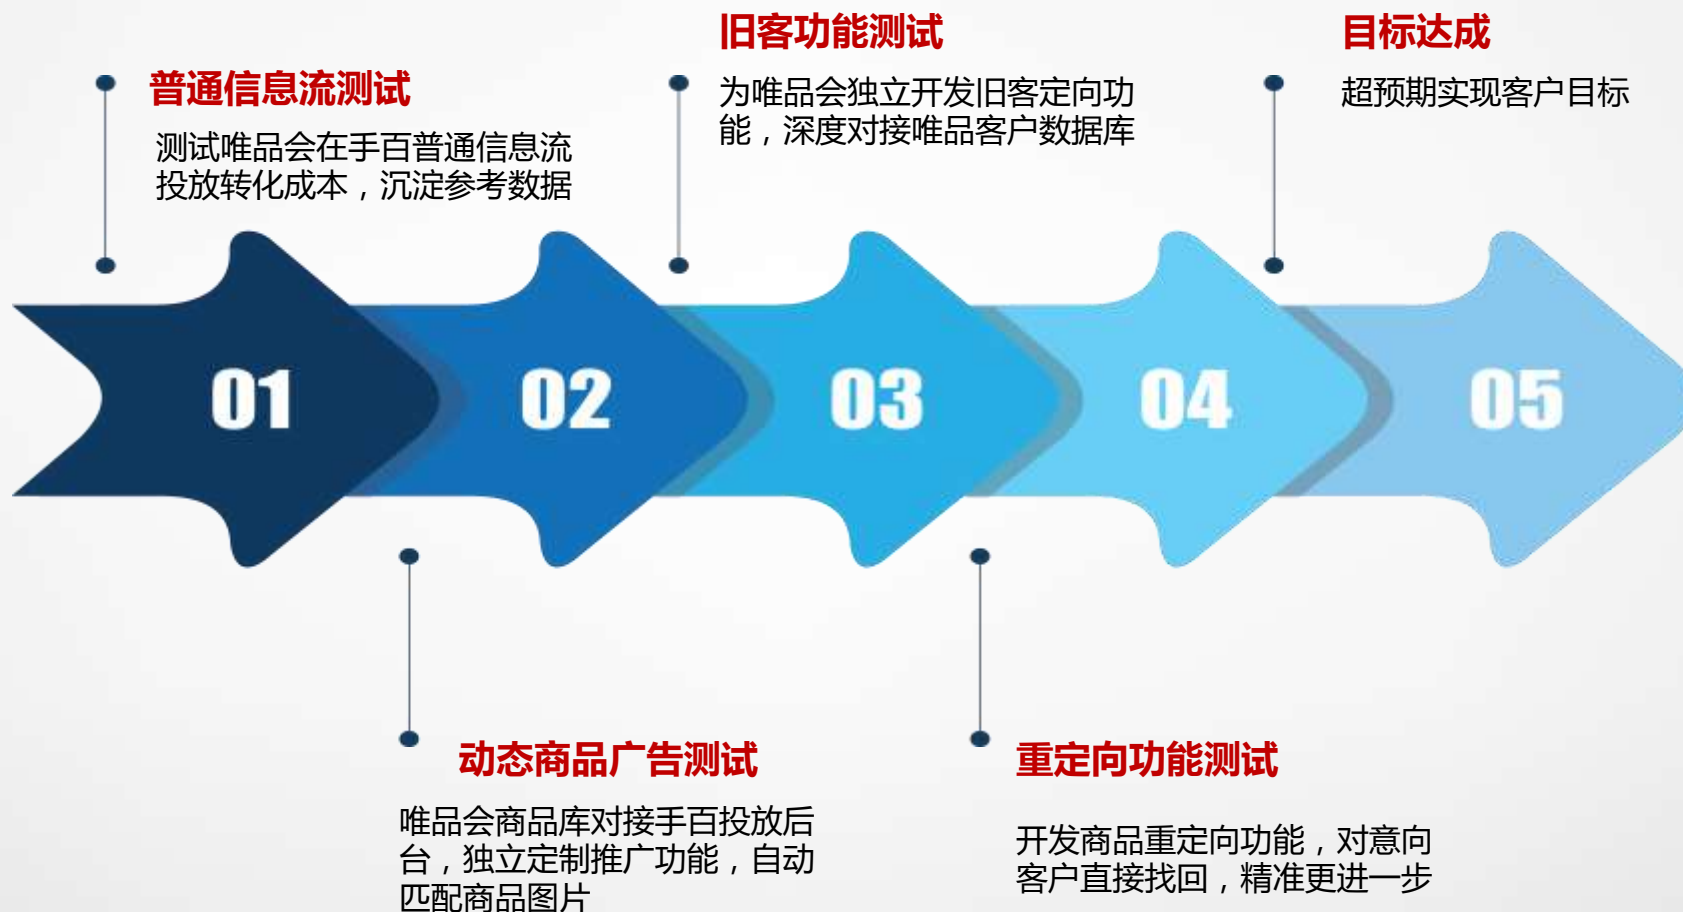 普通信息流测试
测试唯品会在手百普通信息流
投放转化成本，沉淀参考数据
旧客功能测试
为唯品会独立开发旧客定向功
能，深度对接唯品客户数据库
目标达成
超预期实现客户目标
01
02
03
04
05
动态商品广告测试
唯品会商品库对接手百投放后
台，独立定制推广功能，自动
匹配商品图片
重定向功能测试
开发商品重定向功能，对意向
客户直接找回，精准更进一步